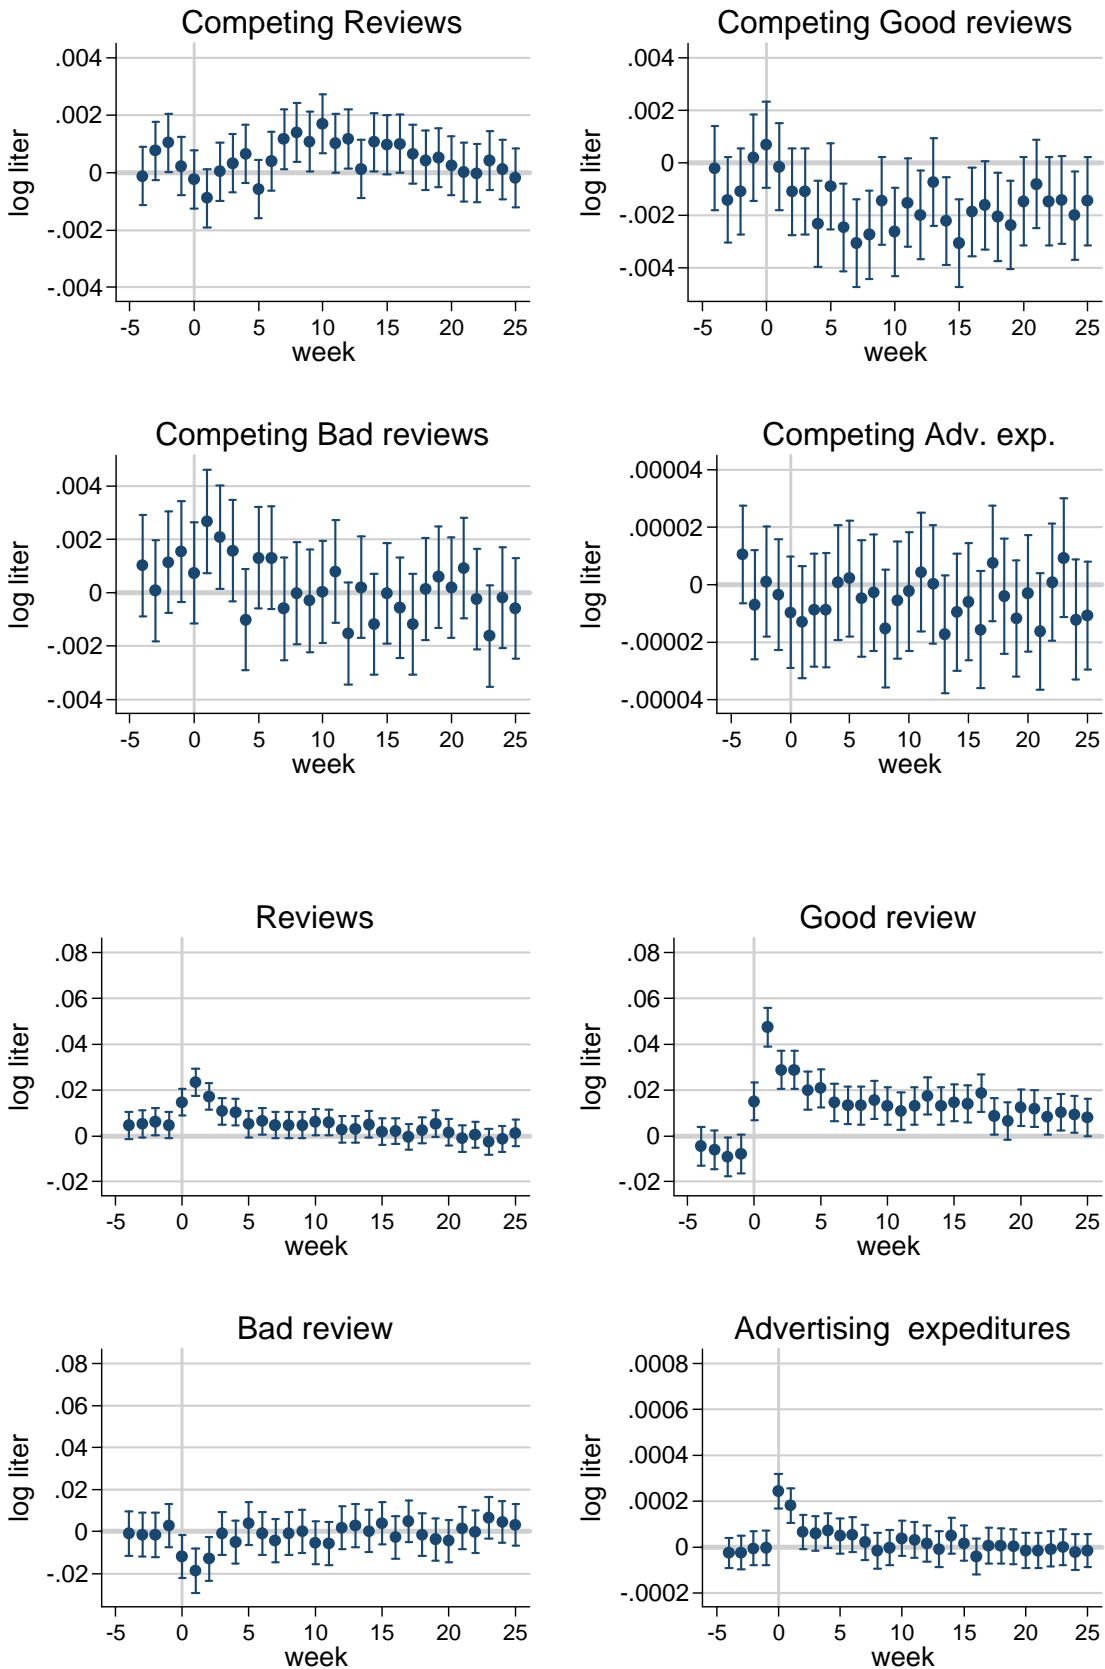 Competing Reviews
.004
.002
0
-.002
-.004
log liter
-5 0 5 10 15 20 25
week
Competing Good reviews
.004
.002
0
-.002
-.004
log liter
-5 0 5 10 15 20 25
week
Competing Bad reviews
.004
.002
0
-.002
-.004
log liter
-5 0 5 10 15 20 25
week
Competing Adv. exp.
.00004
.00002
0
-.00002
-.00004
log liter
-5 0 5 10 15 20 25
week
Reviews
.08
.06
.04
.02
0
-.02
log liter
-5 0 5 10 15 20 25
week
Good review
.08
.06
.04
.02
0
-.02
log liter
-5 0 5 10 15 20 25
week
Bad review
.08
.06
.04
.02
0
-.02
log liter
-5 0 5 10 15 20 25
week
Advertising expeditures
.0008
.0006
.0004
.0002
0
-.0002
log liter
-5 0 5 10 15 20 25
week